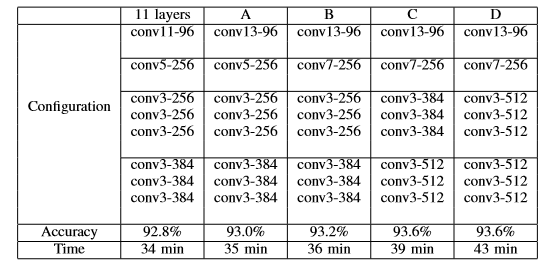 11 layers A B C D
conv11-96 conv13-96 conv13-96 conv13-96 conv13-96
conv5-256 conv5-256 conv7-256 conv7-256 conv7-256
conv3-256 conv3-256 conv3-256 conv3-384 conv3-512
Configuration conv3-256 conv3-256 conv3-256 conv3-384 conv3-512
conv3-256 conv3-256 conv3-256 conv3-384 conv3-512
conv3-384 conv3-384 conv3-384 conv3-512 conv3-512
conv3-384 conv3-384 conv3-384 conv3-512 conv3-512
conv3-384 conv3-384 conv3-384 conv3-512 conv3-512
Accuracy 92.8% 93.0% 93.2% 93.6% 93.6%
Time 34 min 35 min 36 min 39 min 43 min